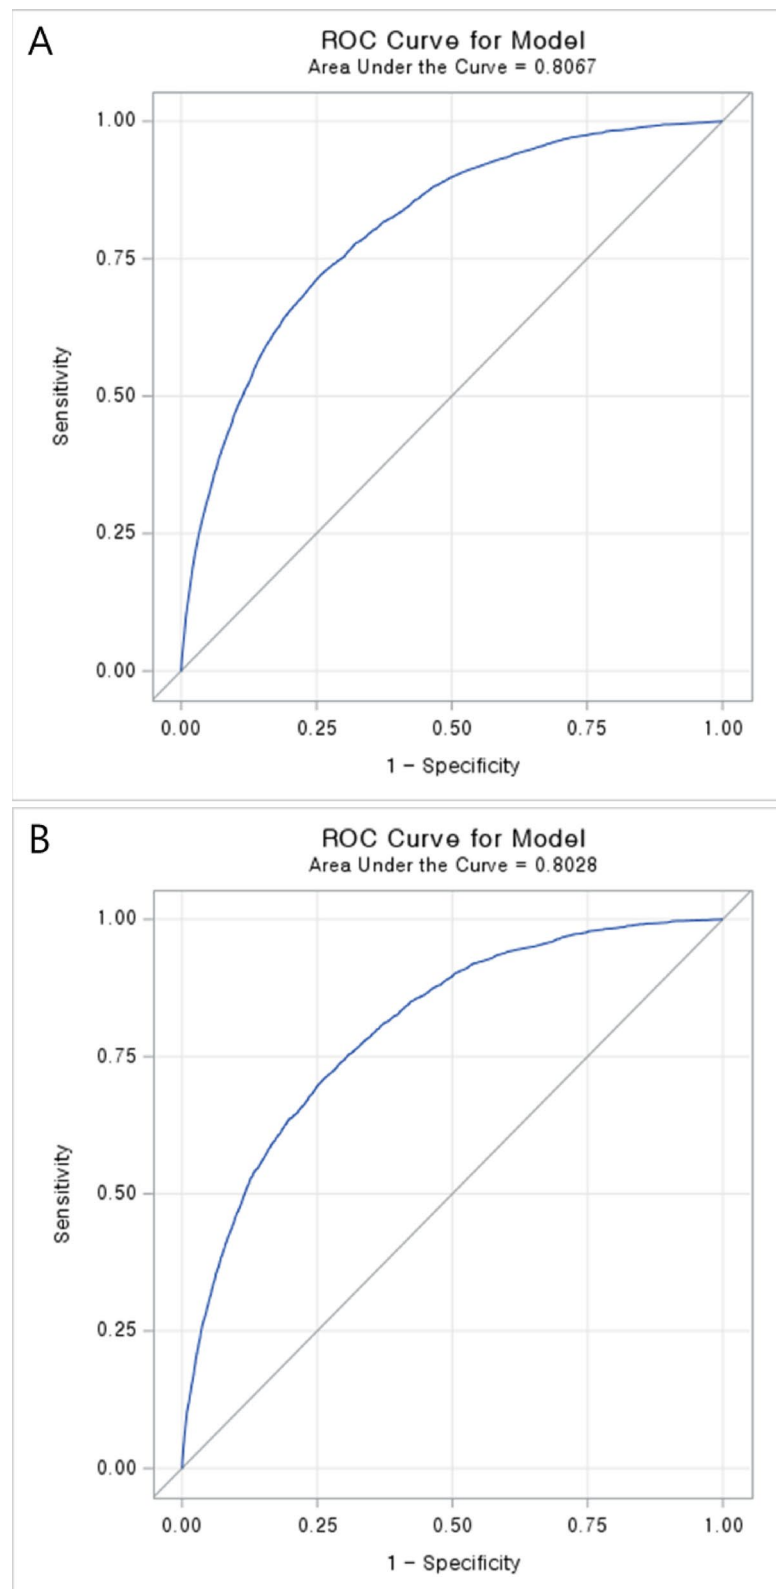 A
ROC Curve for Model
Area Under the Curve = 0.8067
1.00
0.75
0.50
0.25
0.00
Sensitivity
0.00 0.25 0.50 0.75 1.00
1 − Specificity
B
ROC Curve for Model
Area Under the Curve = 0.8028
1.00
0.75
0.50
0.25
0.00
Sensitivity
0.00 0.25 0.50 0.75 1.00
1 − Specificity